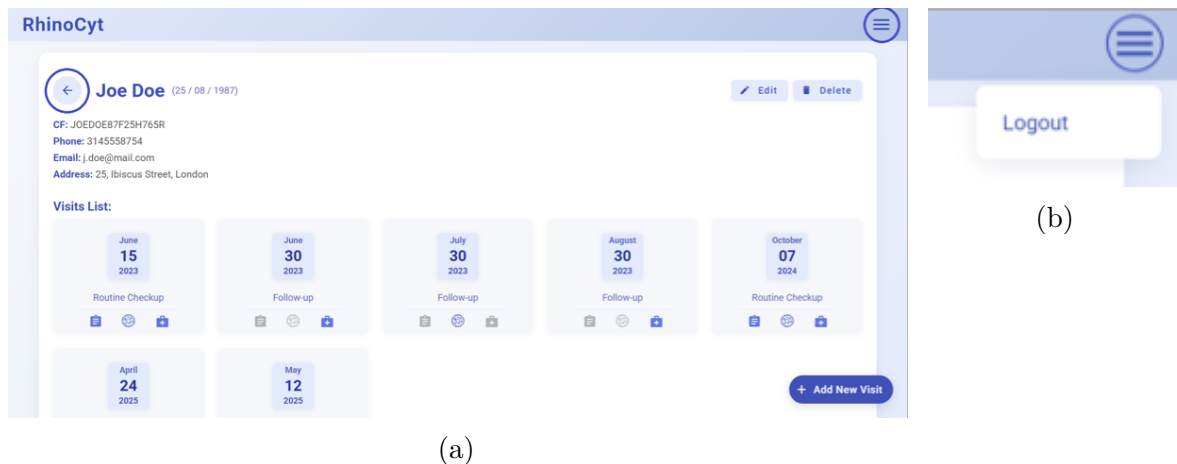 RhinoCyt
Joe Doe (25 / 08 / 1987)
Edit
Delete
CF: JOEDOE87F25H765R
Phone: 3145558754
Email: j.doe@mail.com
Address: 25, Ibiscus Street, London
Visits List:
June
15
2023
Routine Checkup
June
30
2023
Follow-up
July
30
2023
Follow-up
August
30
2023
Follow-up
October
07
2024
Routine Checkup
April
24
2025
May
12
2025
+ Add New Visit
(a)
Logout
(b)